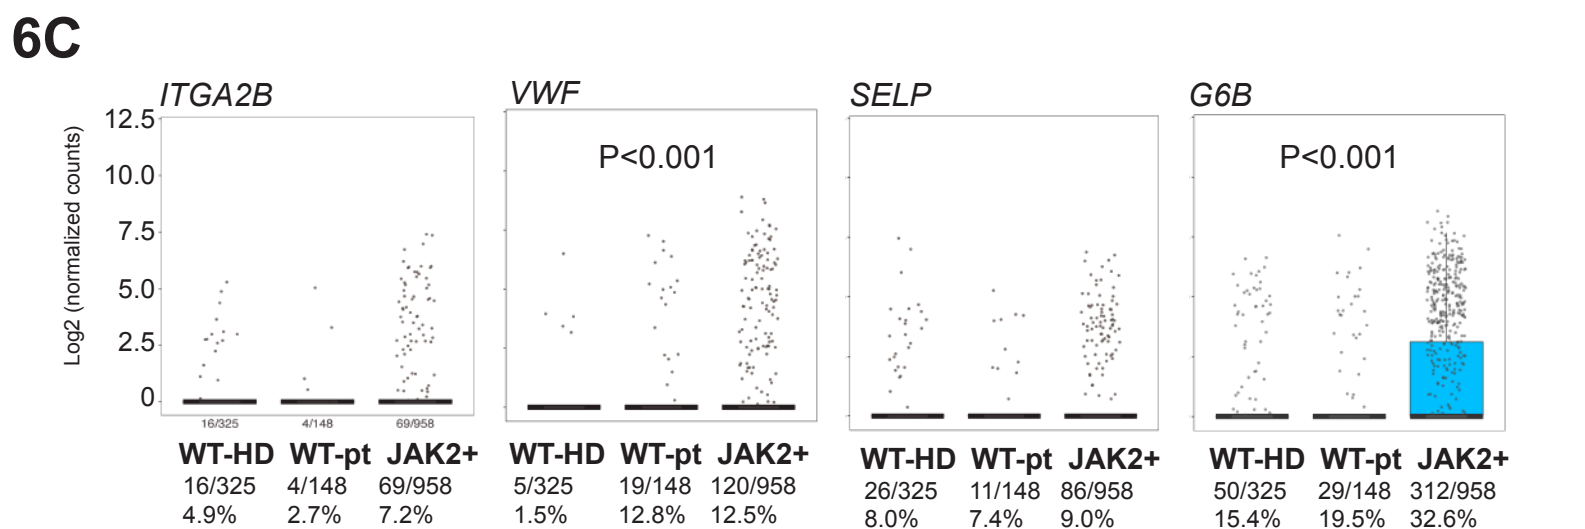 6C
ITGA2B
VWF
SELP
G6B
Log2 (normalized counts)
12.5
10.0
7.5
5.0
2.5
0
P<0.001
P<0.001
16/325 4/148 69/958
WT-HD WT-pt JAK2+
16/325 4/148 69/958
4.9% 2.7% 7.2%
WT-HD WT-pt JAK2+
5/325 19/148 120/958
1.5% 12.8% 12.5%
WT-HD WT-pt JAK2+
26/325 11/148 86/958
8.0% 7.4% 9.0%
WT-HD WT-pt JAK2+
50/325 29/148 312/958
15.4% 19.5% 32.6%